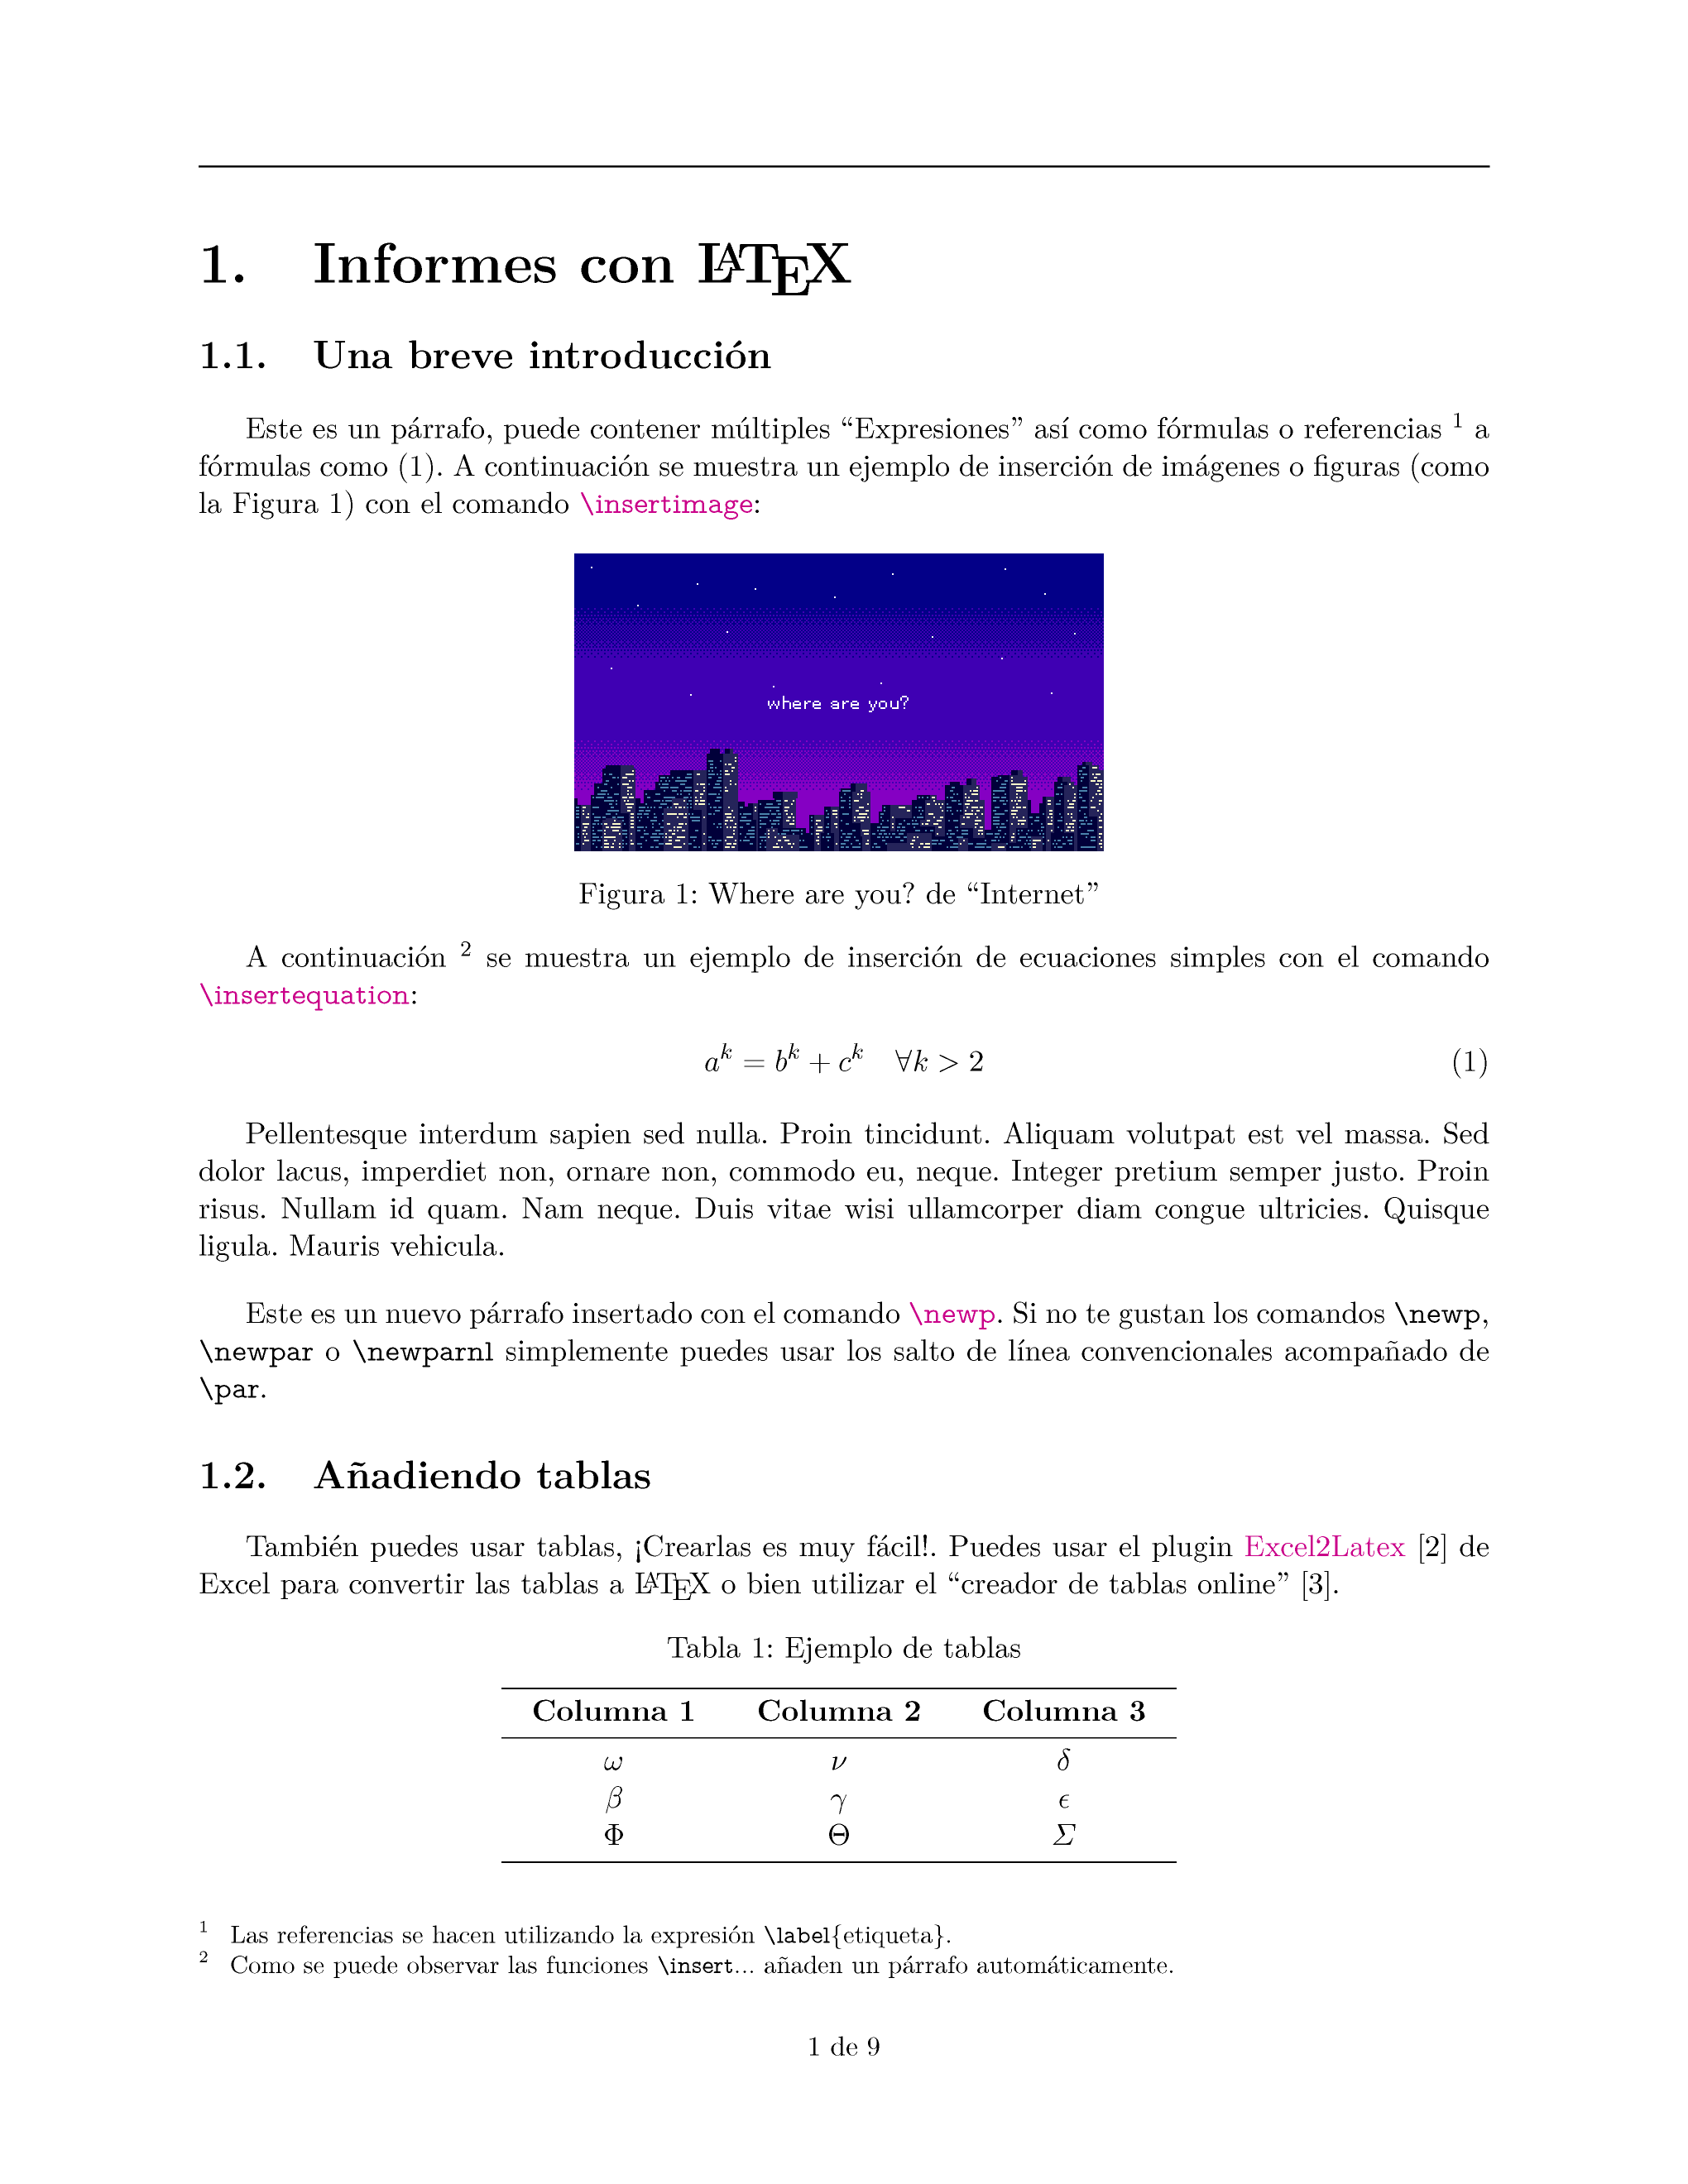 1. Informes con LATEX
1.1. Una breve introducción
Este es un párrafo, puede contener múltiples “Expresiones” así como fórmulas o referencias ¹ a
fórmulas como (1). A continuación se muestra un ejemplo de inserción de imágenes o figuras (como
la Figura 1) con el comando \insertimage:
where are you?
Figura 1: Where are you? de “Internet”
A continuación ² se muestra un ejemplo de inserción de ecuaciones simples con el comando
\insertequation:
a^k = b^k + c^k ∀k > 2 (1)
Pellentesque interdum sapien sed nulla. Proin tincidunt. Aliquam volutpat est vel massa. Sed
dolor lacus, imperdiet non, ornare non, commodo eu, neque. Integer pretium semper justo. Proin
risus. Nullam id quam. Nam neque. Duis vitae wisi ullamcorper diam congue ultricies. Quisque
ligula. Mauris vehicula.
Este es un nuevo párrafo insertado con el comando \newp. Si no te gustan los comandos \newp,
\newpar o \newparnl simplemente puedes usar los salto de línea convencionales acompañado de
\par.
1.2. Añadiendo tablas
También puedes usar tablas, ¡Crearlas es muy fácil!. Puedes usar el plugin Excel2Latex [2] de
Excel para convertir las tablas a LATEX o bien utilizar el “creador de tablas online” [3].
Tabla 1: Ejemplo de tablas
Columna 1 Columna 2 Columna 3
ω ν δ
β γ ϵ
Φ Θ Σ
¹ Las referencias se hacen utilizando la expresión \label{etiqueta}.
² Como se puede observar las funciones \insert... añaden un párrafo automáticamente.
1 de 9